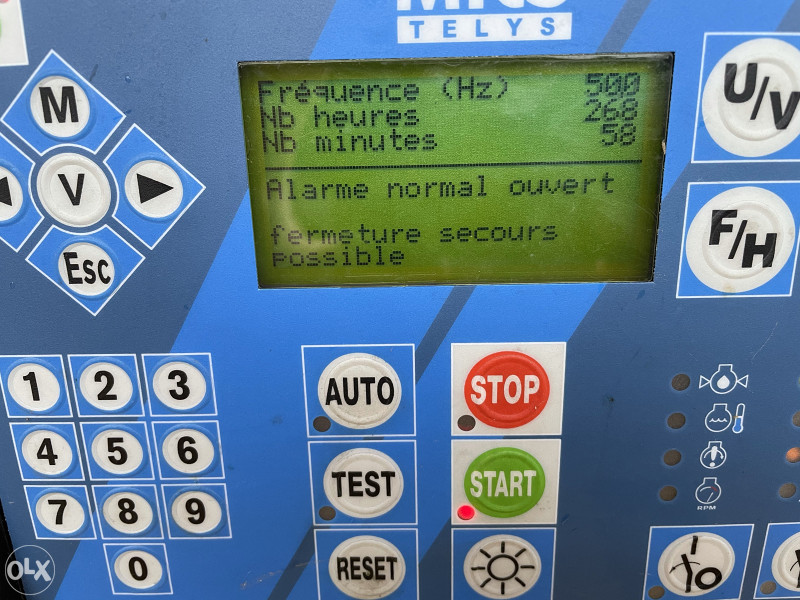 TELYS
Fréquence (Hz) 500
Nb heures 268
Nb minutes 58
Alarme normal ouvert
fermeture secours
possible
M
V
Esc
U/V
F/H
1 2 3
4 5 6
7 8 9
0
AUTO
STOP
TEST
START
RESET
RPM
OLX